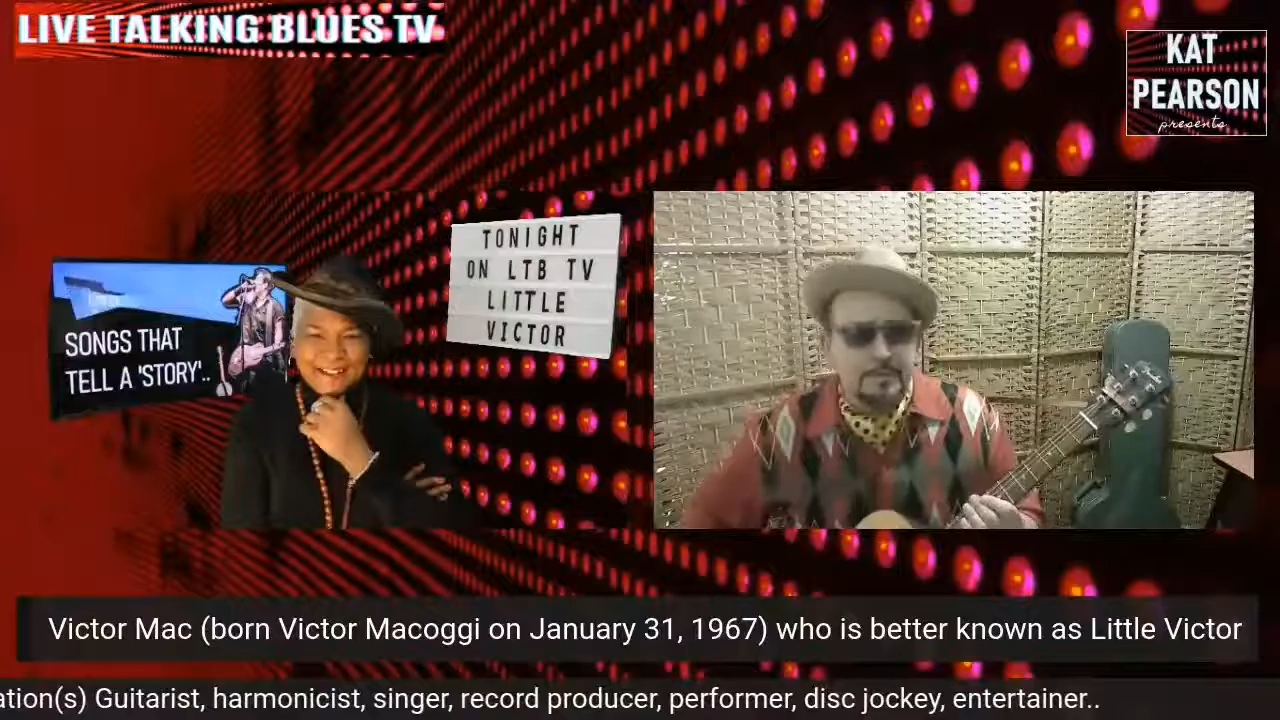 LIVE TALKING BLUES TV
KAT
PEARSON
presents
TONIGHT
ON LTB TV
LITTLE
VICTOR
SONGS THAT
TELL A 'STORY'..
Victor Mac (born Victor Macoggi on January 31, 1967) who is better known as Little Victor
ation(s) Guitarist, harmonicist, singer, record producer, performer, disc jockey, entertainer..